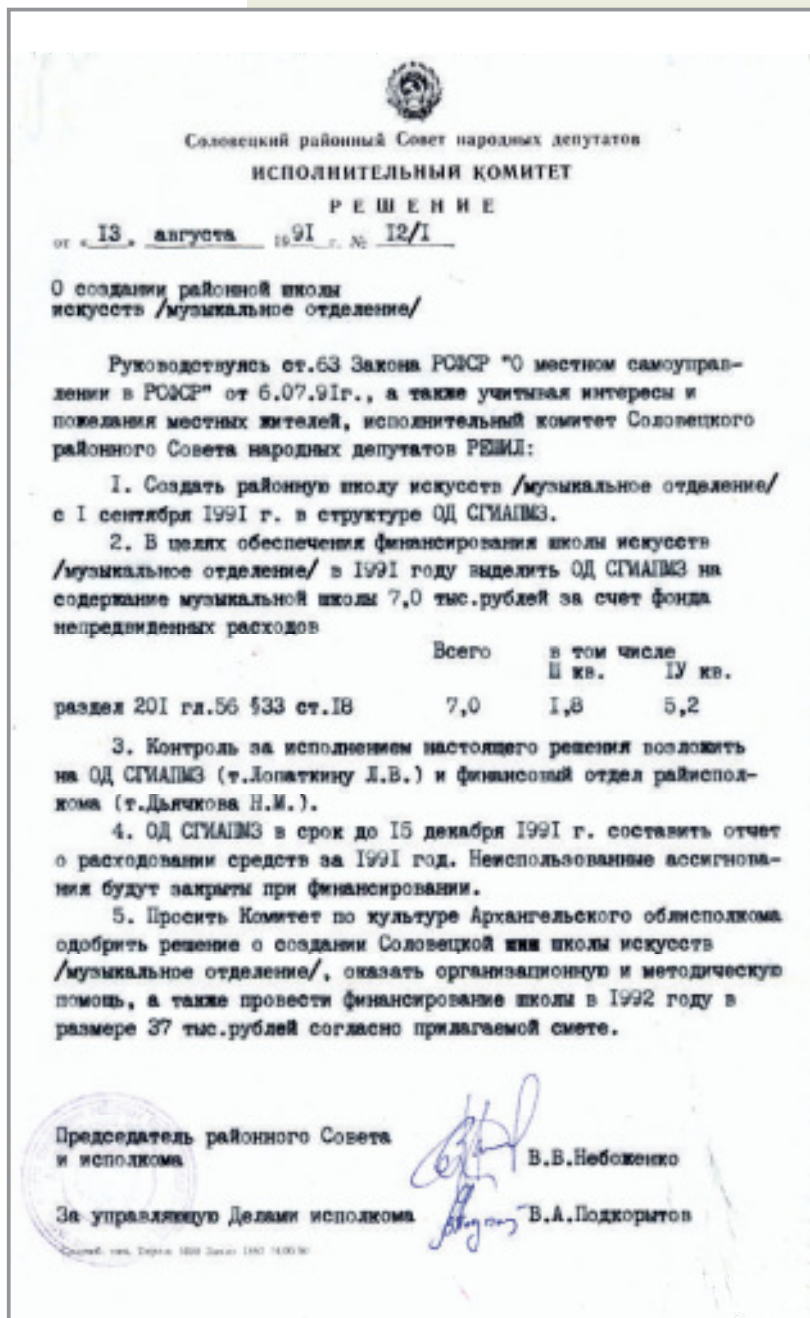 Соловецкий районный Совет народных депутатов
ИСПОЛНИТЕЛЬНЫЙ КОМИТЕТ
РЕШЕНИЕ
от «13» августа 1991 г. № 12/1
О создании районной школы
искусств /музыкальное отделение/
Руководствуясь ст.63 Закона РСФСР "О местном самоуправ-
лении в РСФСР" от 6.07.91г., а также учитывая интересы и
пожелания местных жителей, исполнительный комитет Соловецкого
районного Совета народных депутатов РЕШИЛ:
1. Создать районную школу искусств /музыкальное отделение/
с 1 сентября 1991 г. в структуре ОД СГИАПМЗ.
2. В целях обеспечения финансирования школы искусств
/музыкальное отделение/ в 1991 году выделить ОД СГИАПМЗ на
содержание музыкальной школы 7,0 тыс.рублей за счет фонда
непредвиденных расходов
Всего в том числе
Ш кв. 1У кв.
раздел 201 гл.56 §33 ст.18 7,0 1,8 5,2
3. Контроль за исполнением настоящего решения возложить
на ОД СГИАПМЗ (т.Лопаткину Л.В.) и финансовый отдел райиспол-
кома (т.Дьячкова Н.М.).
4. ОД СГИАПМЗ в срок до 15 декабря 1991 г. составить отчет
о расходовании средств за 1991 год. Неиспользованные ассигнова-
ния будут закрыты при финансировании.
5. Просить Комитет по культуре Архангельского облисполкома
одобрить решение о создании Соловецкой школы искусств
/музыкальное отделение/, оказать организационную и методическую
помощь, а также провести финансирование школы в 1992 году в
размере 37 тыс.рублей согласно прилагаемой смете.
Председатель районного Совета
и исполкома В.В.Небоженко
За управляющую Делами исполкома В.А.Подкорытов